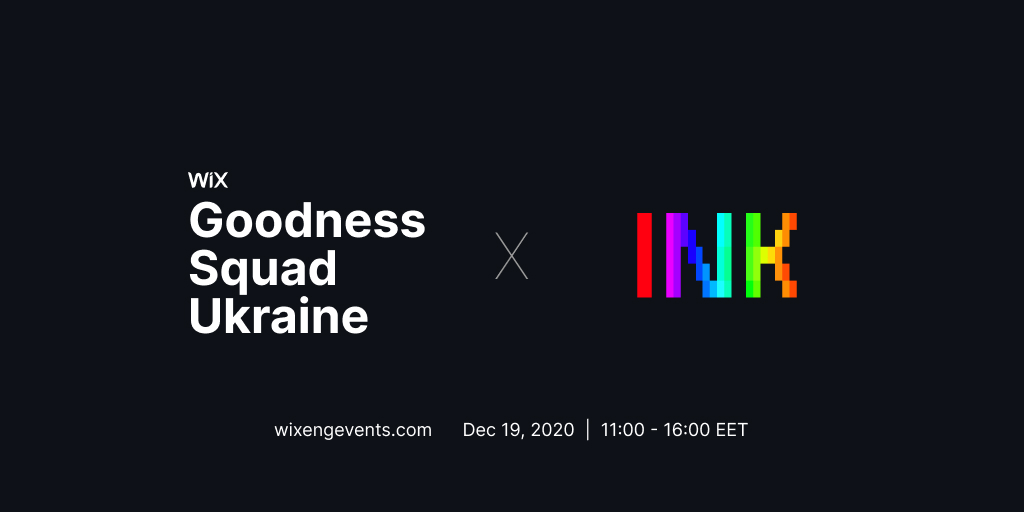 WiX
Goodness
Squad
Ukraine
X
INK
wixengevents.com Dec 19, 2020 | 11:00 - 16:00 EET